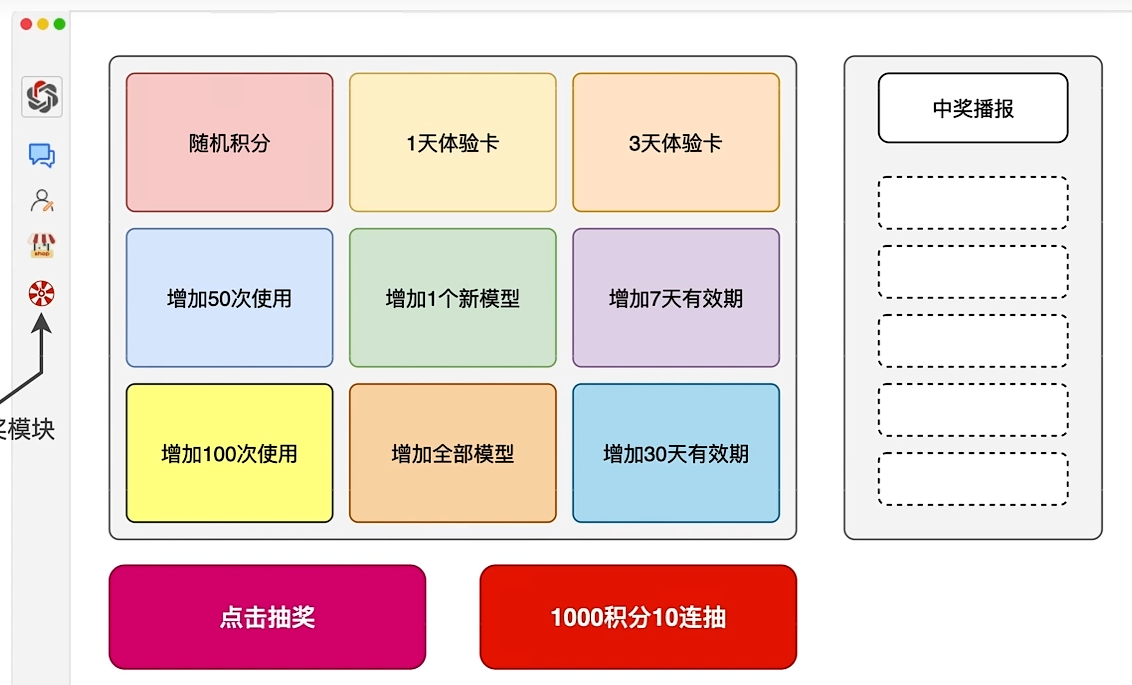 随机积分
1天体验卡
3天体验卡
增加50次使用
增加1个新模型
增加7天有效期
增加100次使用
增加全部模型
增加30天有效期
点击抽奖
1000积分10连抽
中奖播报
shop
模块